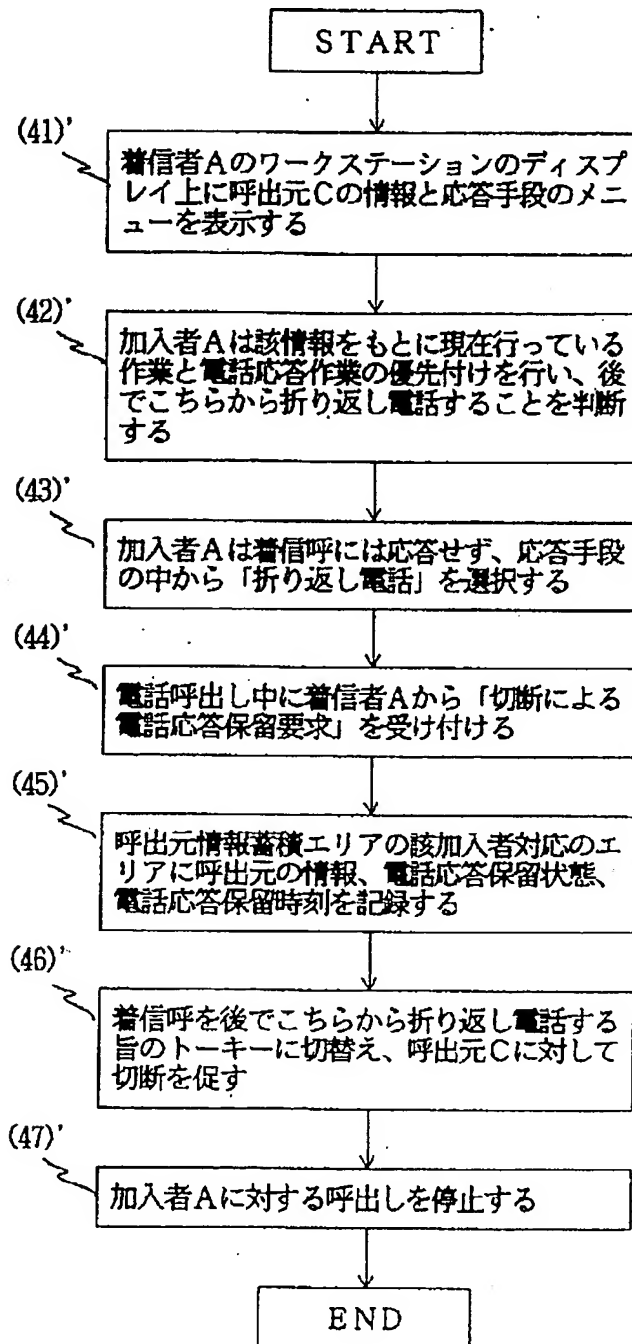 START
(41)'
着信者Aのワークステーションのディスプ
レイ上に呼出元Cの情報と応答手段のメニ
ューを表示する
(42)'
加入者Aは該情報をもとに現在行っている
作業と電話応答作業の優先付けを行い、後
でこちらから折り返し電話することを判断
する
(43)'
加入者Aは着信呼には応答せず、応答手段
の中から「折り返し電話」を選択する
(44)'
電話呼出し中に着信者Aから「切断による
電話応答保留要求」を受け付ける
(45)'
呼出元情報蓄積エリアの該加入者対応のエ
リアに呼出元の情報、電話応答保留状態、
電話応答保留時刻を記録する
(46)'
着信呼を後でこちらから折り返し電話する
旨のトーキーに切替え、呼出元Cに対して
切断を促す
(47)'
加入者Aに対する呼出しを停止する
END